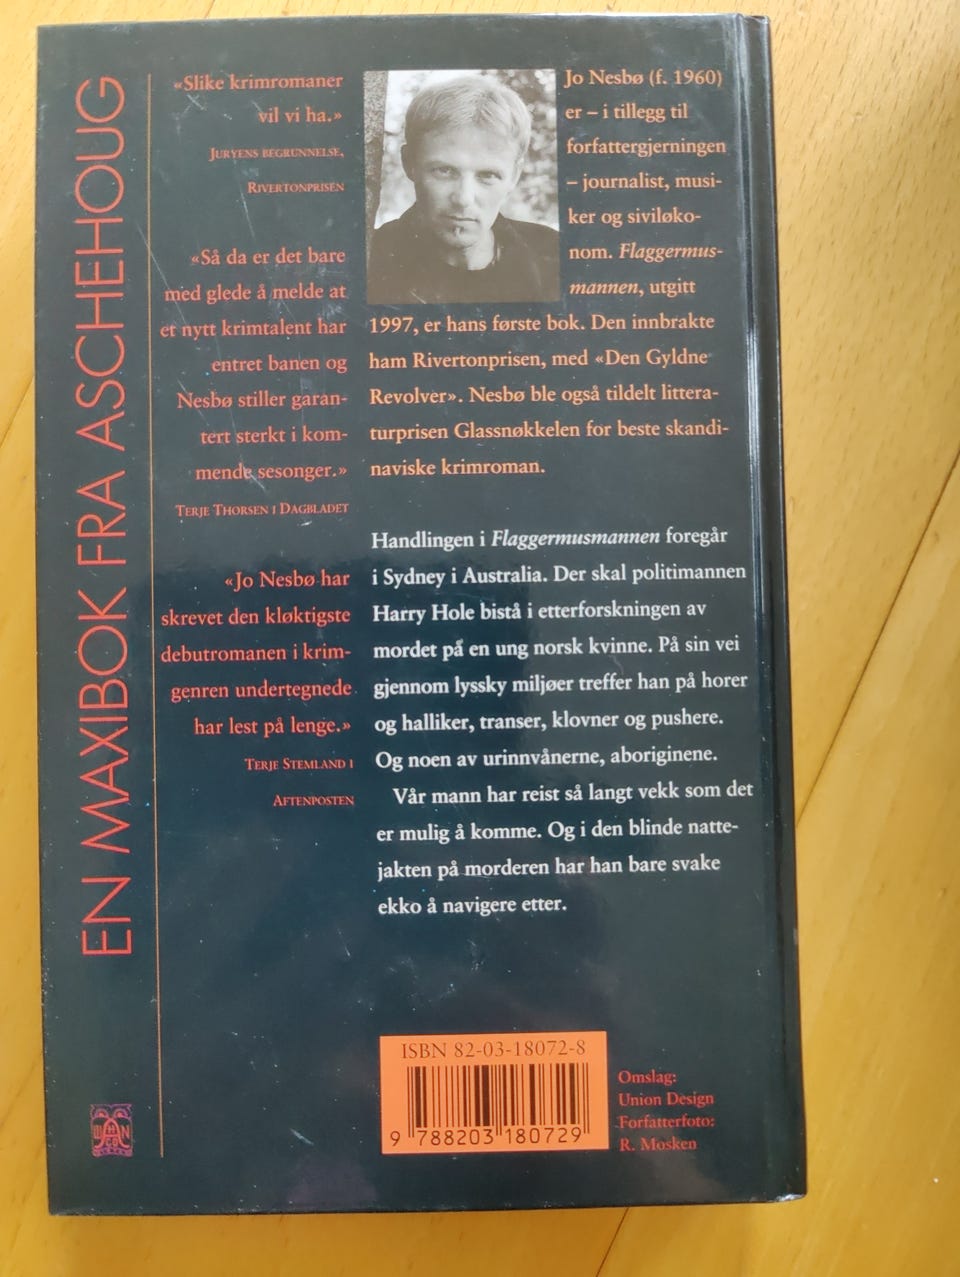 EN MAXIBOK FRA ASCHEHOUG
«Slike krimromaner
vil vi ha.»
JURYENS BEGRUNNELSE,
RIVERTONPRISEN
«Så da er det bare
med glede å melde at
et nytt krimtalent har
entret banen og
Nesbø stiller garan-
tert sterkt i kom-
mende sesonger.»
TERJE THORSEN I DAGBLADET
«Jo Nesbø har
skrevet den kløktigste
debutromanen i krim-
genren undertegnede
har lest på lenge.»
TERJE STEMLAND I
AFTENPOSTEN
Jo Nesbø (f. 1960)
er – i tillegg til
forfattergjerningen
– journalist, musi-
ker og siviløko-
nom. Flaggermus-
mannen, utgitt
1997, er hans første bok. Den innbrakte
ham Rivertonprisen, med «Den Gyldne
Revolver». Nesbø ble også tildelt littera-
turprisen Glassnøkkelen for beste skandi-
naviske krimroman.
Handlingen i Flaggermusmannen foregår
i Sydney i Australia. Der skal politimannen
Harry Hole bistå i etterforskningen av
mordet på en ung norsk kvinne. På sin vei
gjennom lyssky miljøer treffer han på horer
og halliker, transer, klovner og pushere.
Og noen av urinnvånerne, aboriginene.
Vår mann har reist så langt vekk som det
er mulig å komme. Og i den blinde natte-
jakten på morderen har han bare svake
ekko å navigere etter.
ISBN 82-03-18072-8
9 788203 180729
Omslag:
Union Design
Forfatterfoto:
R. Mosken